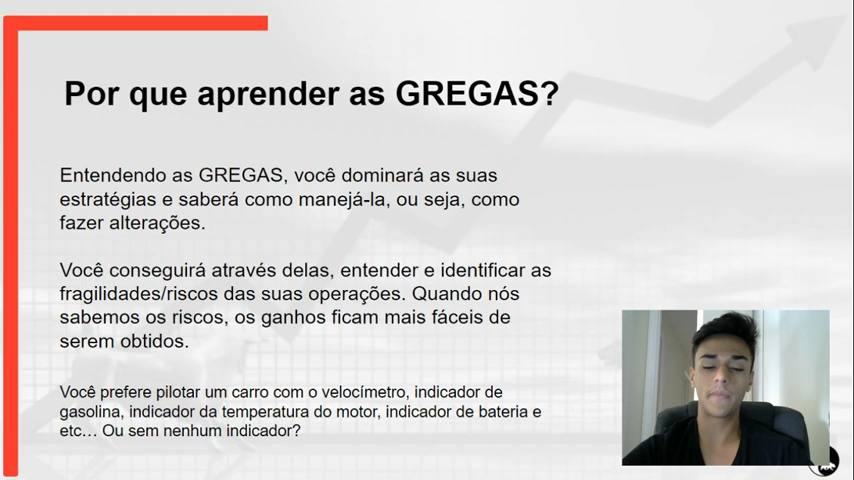 Por que aprender as GREGAS?
Entendendo as GREGAS, você dominará as suas
estratégias e saberá como manejá-la, ou seja, como
fazer alterações.
Você conseguirá através delas, entender e identificar as
fragilidades/riscos das suas operações. Quando nós
sabemos os riscos, os ganhos ficam mais fáceis de
serem obtidos.
Você prefere pilotar um carro com o velocímetro, indicador de
gasolina, indicador da temperatura do motor, indicador de bateria e
etc… Ou sem nenhum indicador?